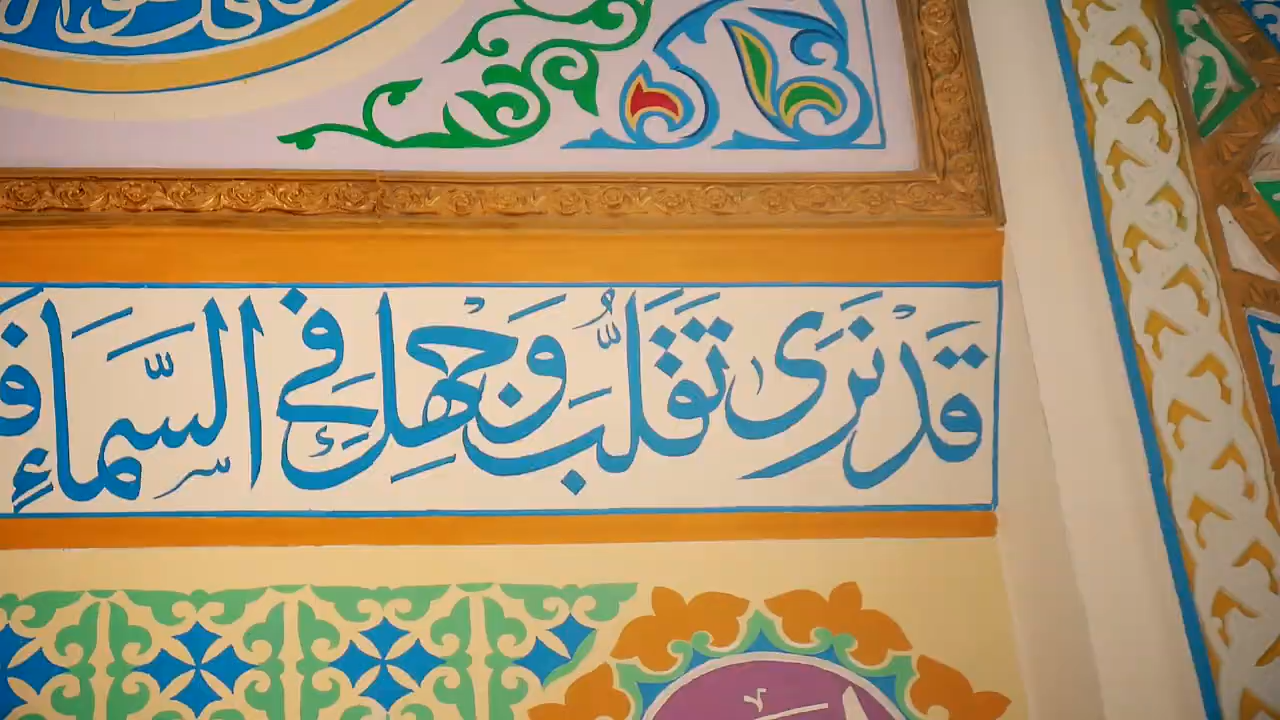 قَدْ نَرَى تَقَلُّبَ وَجْهِكَ فِي السَّمَاءِ